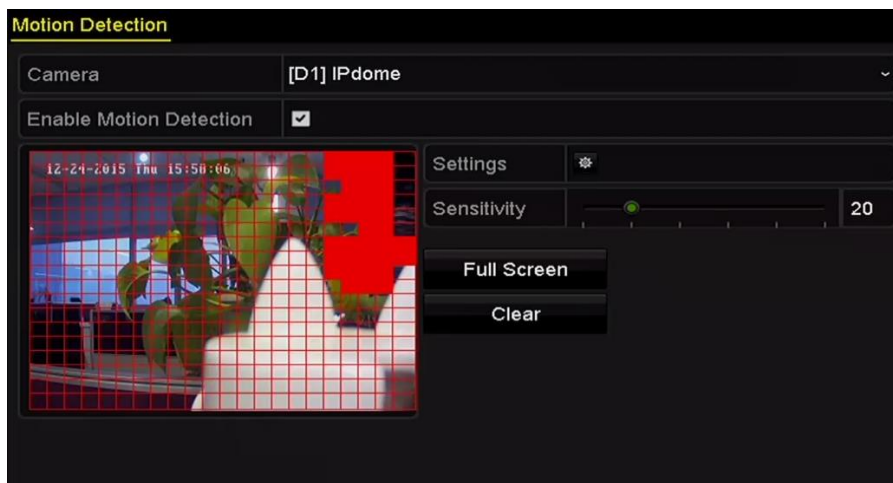 Motion Detection
Camera [D1] IPdome
Enable Motion Detection
12-24-2015 Thu 15:58:06
Settings
Sensitivity 20
Full Screen
Clear